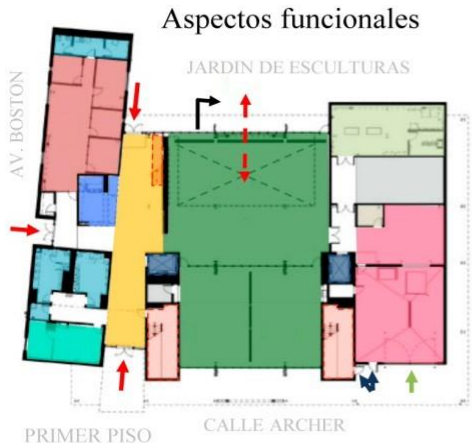 Aspectos funcionales
JARDIN DE ESCULTURAS
AV. BOSTON
PRIMER PISO
CALLE ARCHER